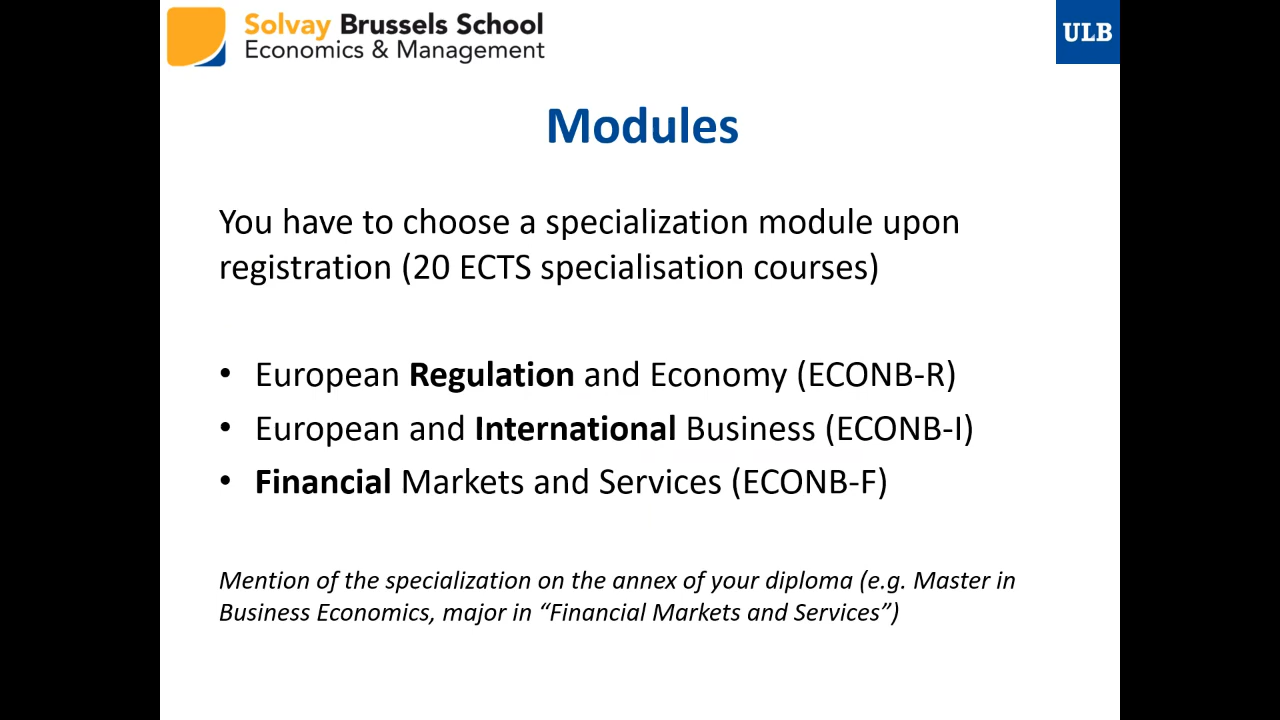 Solvay Brussels School
Economics & Management
ULB
Modules
You have to choose a specialization module upon
registration (20 ECTS specialisation courses)
• European Regulation and Economy (ECONB-R)
• European and International Business (ECONB-I)
• Financial Markets and Services (ECONB-F)
Mention of the specialization on the annex of your diploma (e.g. Master in
Business Economics, major in “Financial Markets and Services”)